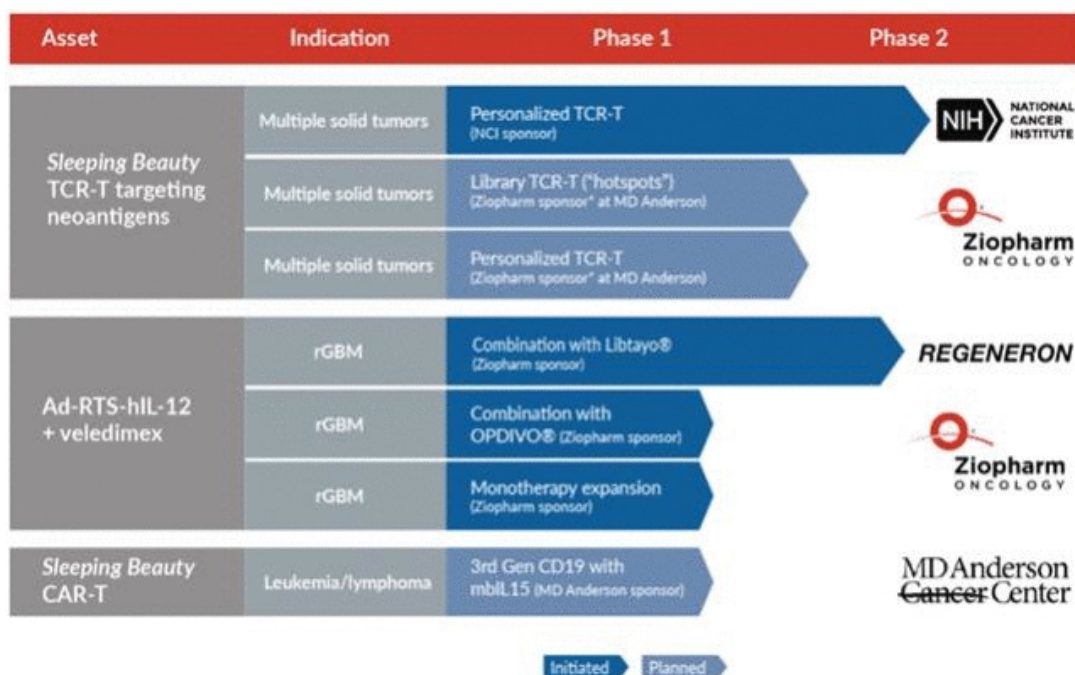 Asset Indication Phase 1 Phase 2
Sleeping Beauty
TCR-T targeting
neoantigens
Multiple solid tumors
Personalized TCR-T
(NCI sponsor)
NIH
NATIONAL
CANCER
INSTITUTE
Multiple solid tumors
Library TCR-T ("hotspots")
(Ziopharm sponsor* at MD Anderson)
Multiple solid tumors
Personalized TCR-T
(Ziopharm sponsor* at MD Anderson)
Ziopharm
ONCOLOGY
Ad-RTS-hIL-12
+ veledimex
rGBM
Combination with Libtayo®
(Ziopharm sponsor)
REGENERON
rGBM
Combination with
OPDIVO® (Ziopharm sponsor)
rGBM
Monotherapy expansion
(Ziopharm sponsor)
Ziopharm
ONCOLOGY
Sleeping Beauty
CAR-T
Leukemia/lymphoma
3rd Gen CD19 with
mbIL15 (MD Anderson sponsor)
MD Anderson
Cancer Center
Initiated Planned